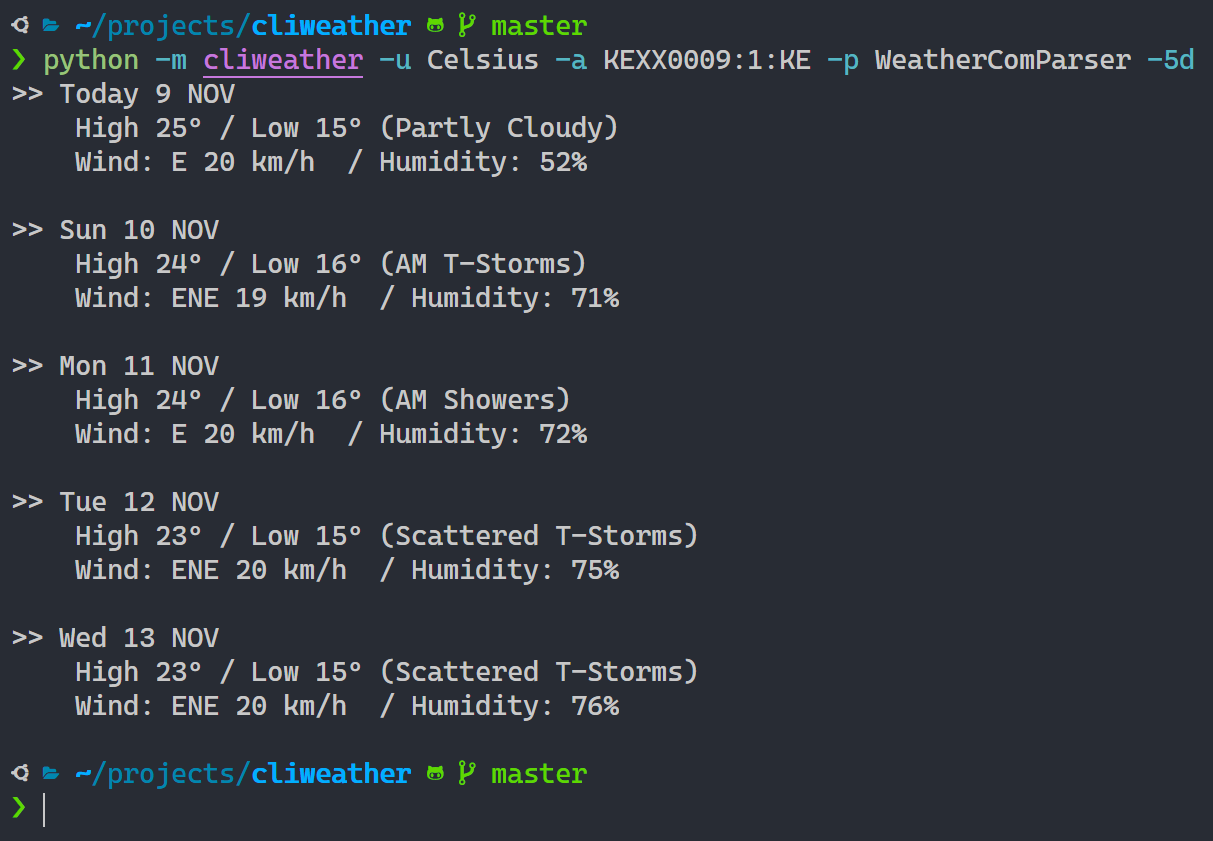 ~/projects/cliweather master
❯ python -m cliweather -u Celsius -a KEXX0009:1:KE -p WeatherComParser -5d
>> Today 9 NOV
High 25° / Low 15° (Partly Cloudy)
Wind: E 20 km/h  / Humidity: 52%
>> Sun 10 NOV
High 24° / Low 16° (AM T-Storms)
Wind: ENE 19 km/h  / Humidity: 71%
>> Mon 11 NOV
High 24° / Low 16° (AM Showers)
Wind: E 20 km/h  / Humidity: 72%
>> Tue 12 NOV
High 23° / Low 15° (Scattered T-Storms)
Wind: ENE 20 km/h  / Humidity: 75%
>> Wed 13 NOV
High 23° / Low 15° (Scattered T-Storms)
Wind: ENE 20 km/h  / Humidity: 76%
~/projects/cliweather master
❯